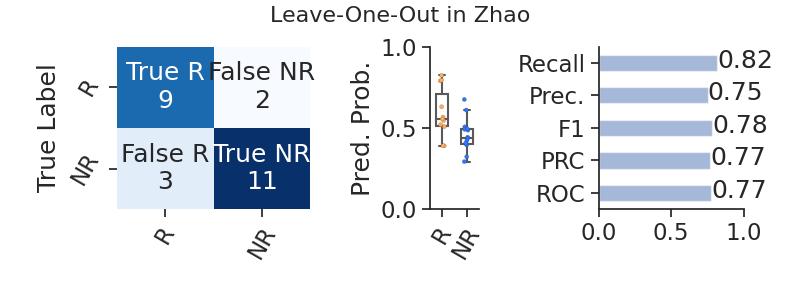 Leave-One-Out in Zhao
True Label
R
NR
True R
9
False NR
2
False R
3
True NR
11
R
NR
Pred. Prob.
1.0
0.5
0.0
R
NR
Recall
0.82
Prec.
0.75
F1
0.78
PRC
0.77
ROC
0.77
0.0
0.5
1.0